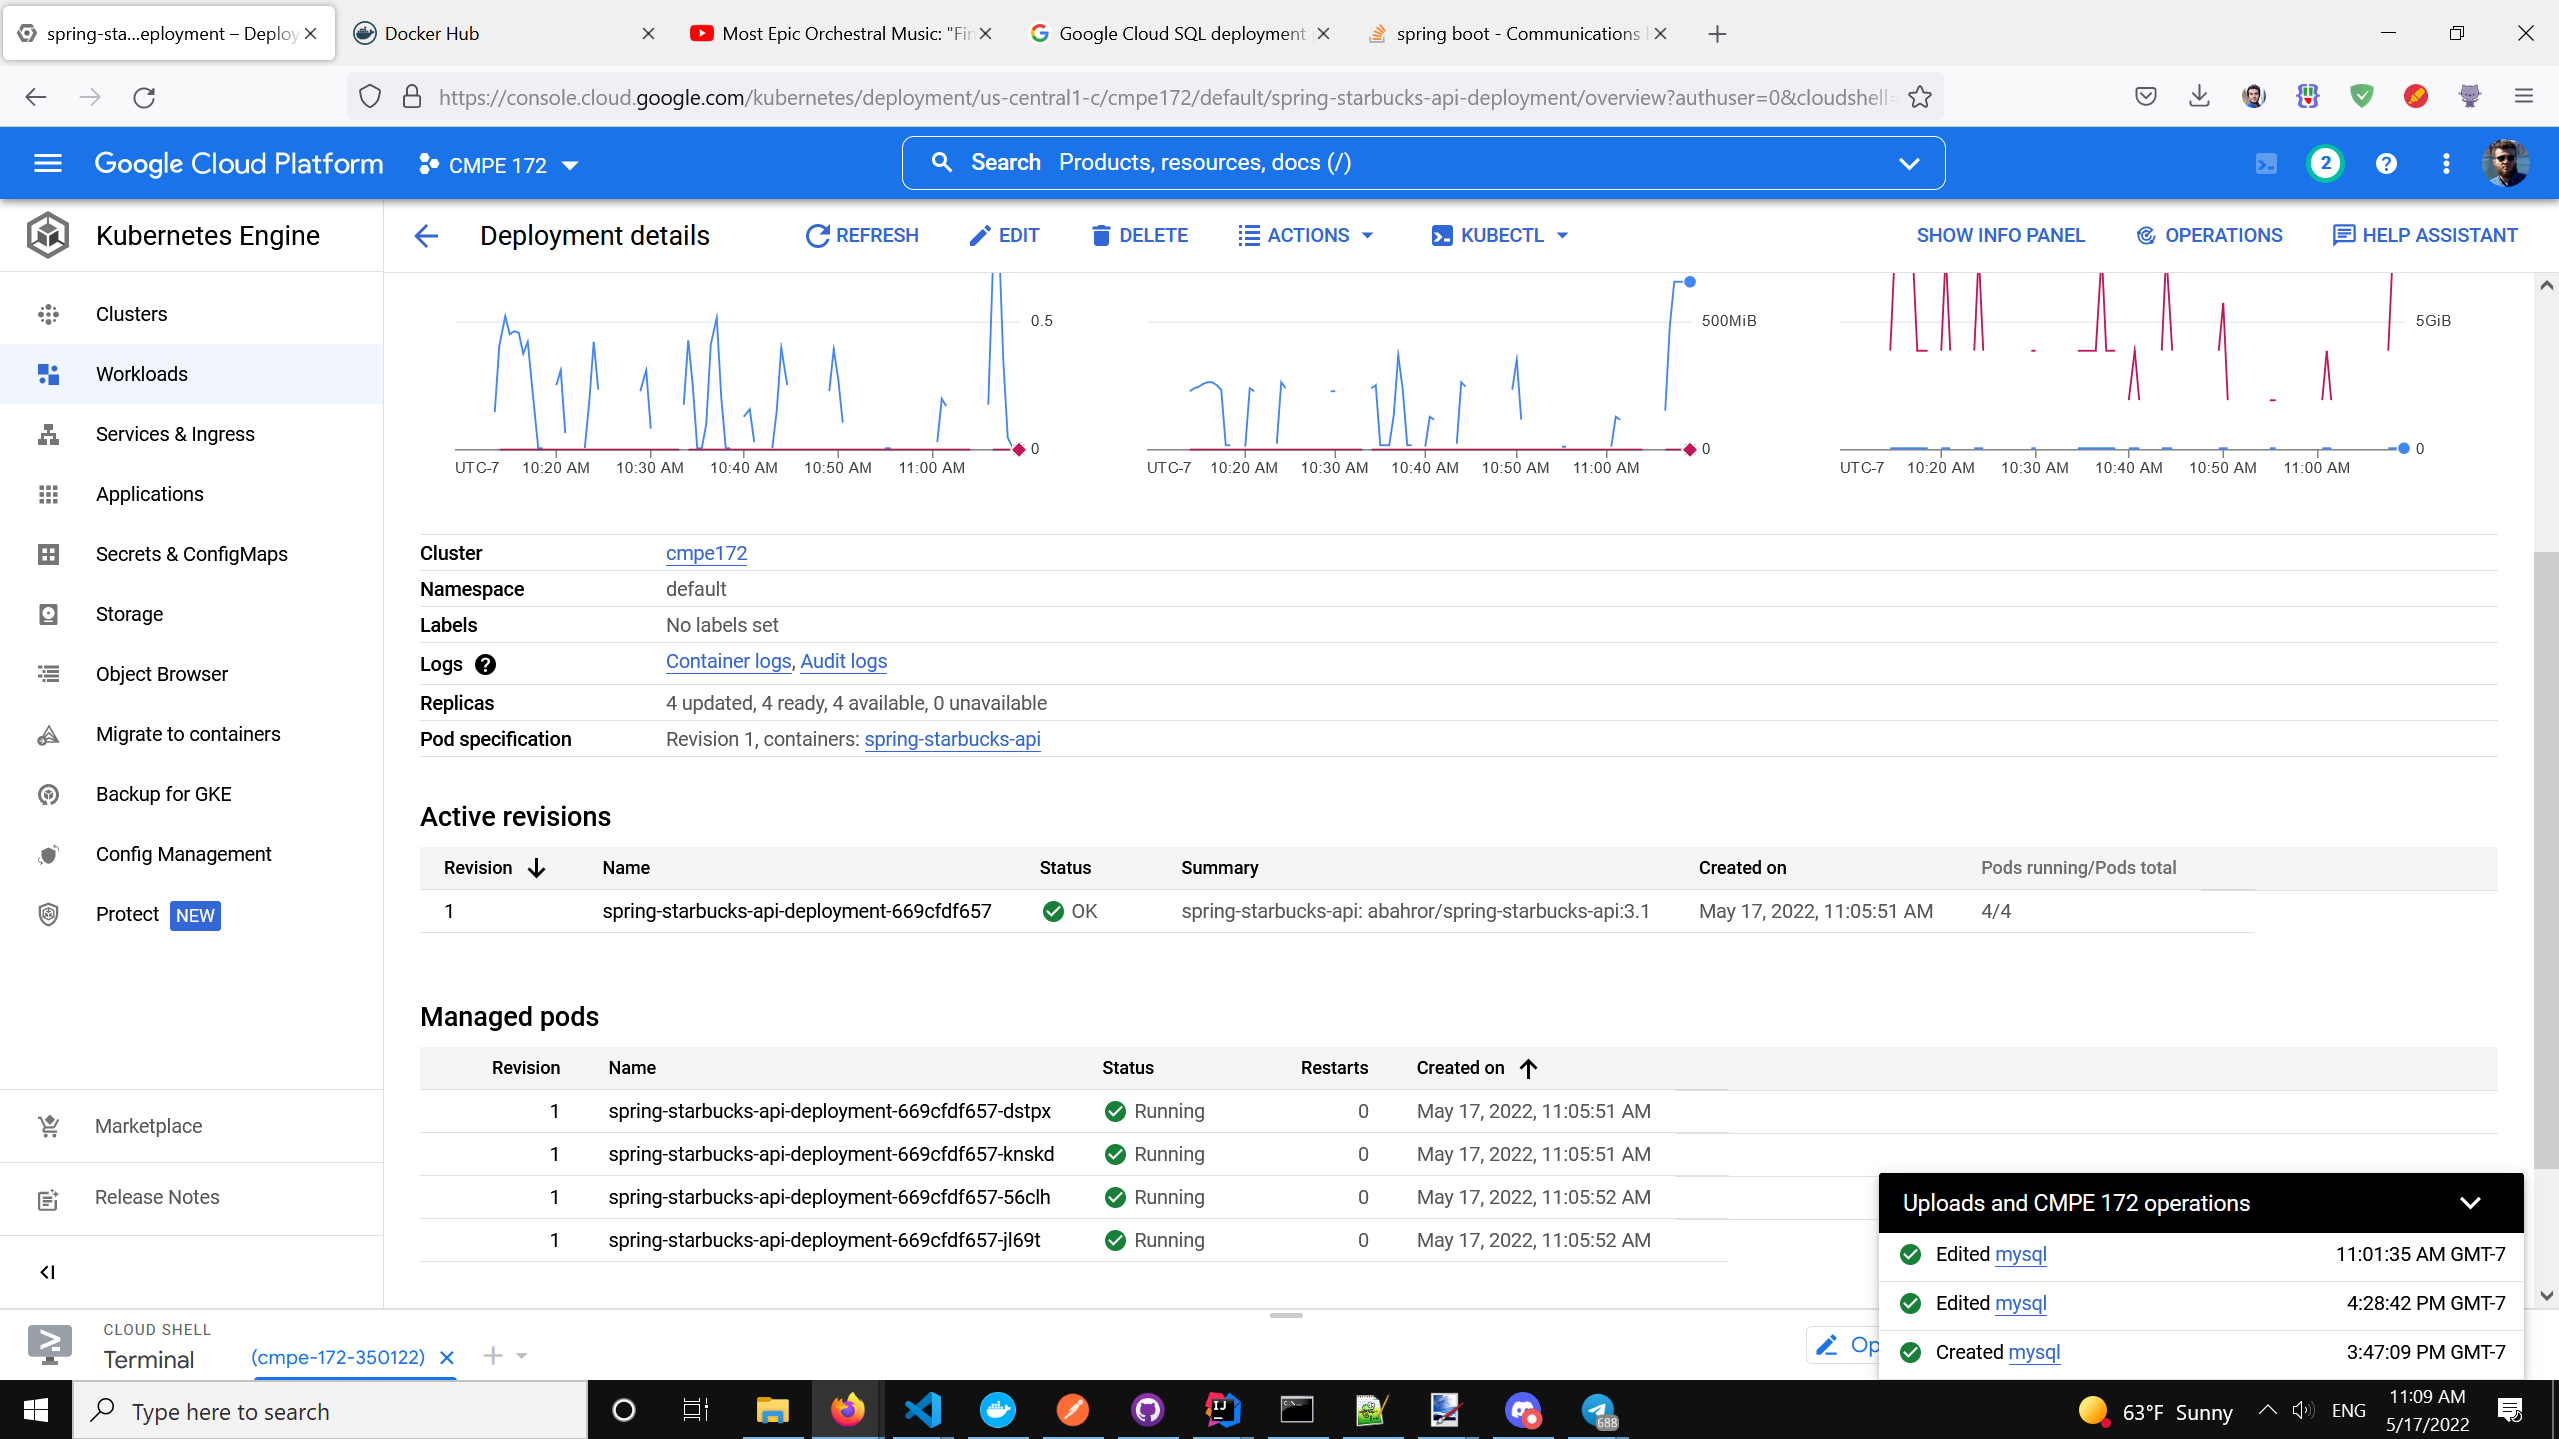 spring-sta...eployment – Deploy
Docker Hub
Most Epic Orchestral Music: "Fin
Google Cloud SQL deployment
spring boot - Communications
https://console.cloud.google.com/kubernetes/deployment/us-central1-c/cmpe172/default/spring-starbucks-api-deployment/overview?authuser=0&cloudshell=
Google Cloud Platform
CMPE 172
Search Products, resources, docs (/)
2
Kubernetes Engine
Deployment details
REFRESH
EDIT
DELETE
ACTIONS
KUBECTL
SHOW INFO PANEL
OPERATIONS
HELP ASSISTANT
Clusters
Workloads
Services & Ingress
Applications
Secrets & ConfigMaps
Storage
Object Browser
Migrate to containers
Backup for GKE
Config Management
Protect NEW
Marketplace
Release Notes
0.5
0
UTC-7 10:20 AM 10:30 AM 10:40 AM 10:50 AM 11:00 AM
500MiB
0
UTC-7 10:20 AM 10:30 AM 10:40 AM 10:50 AM 11:00 AM
5GiB
0
UTC-7 10:20 AM 10:30 AM 10:40 AM 10:50 AM 11:00 AM
Cluster cmpe172
Namespace default
Labels No labels set
Logs ? Container logs, Audit logs
Replicas 4 updated, 4 ready, 4 available, 0 unavailable
Pod specification Revision 1, containers: spring-starbucks-api
Active revisions
Revision Name Status Summary Created on Pods running/Pods total
1 spring-starbucks-api-deployment-669cfdf657 OK spring-starbucks-api: abahror/spring-starbucks-api:3.1 May 17, 2022, 11:05:51 AM 4/4
Managed pods
Revision Name Status Restarts Created on
1 spring-starbucks-api-deployment-669cfdf657-dstpx Running 0 May 17, 2022, 11:05:51 AM
1 spring-starbucks-api-deployment-669cfdf657-knskd Running 0 May 17, 2022, 11:05:51 AM
1 spring-starbucks-api-deployment-669cfdf657-56clh Running 0 May 17, 2022, 11:05:52 AM
1 spring-starbucks-api-deployment-669cfdf657-jl69t Running 0 May 17, 2022, 11:05:52 AM
Uploads and CMPE 172 operations
Edited mysql 11:01:35 AM GMT-7
Edited mysql 4:28:42 PM GMT-7
Created mysql 3:47:09 PM GMT-7
CLOUD SHELL
Terminal
(cmpe-172-350122)
Op
Type here to search
IJ
688
63°F Sunny
ENG
11:09 AM
5/17/2022